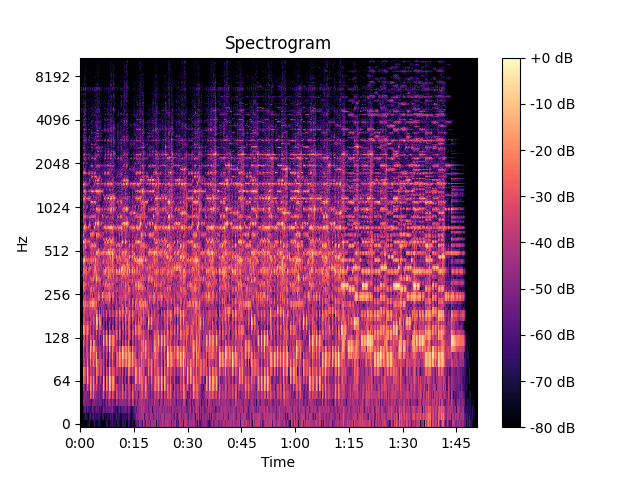 Spectrogram
8192
4096
2048
1024
512
256
128
64
0
Hz
0:00 0:15 0:30 0:45 1:00 1:15 1:30 1:45
Time
+0 dB
-10 dB
-20 dB
-30 dB
-40 dB
-50 dB
-60 dB
-70 dB
-80 dB